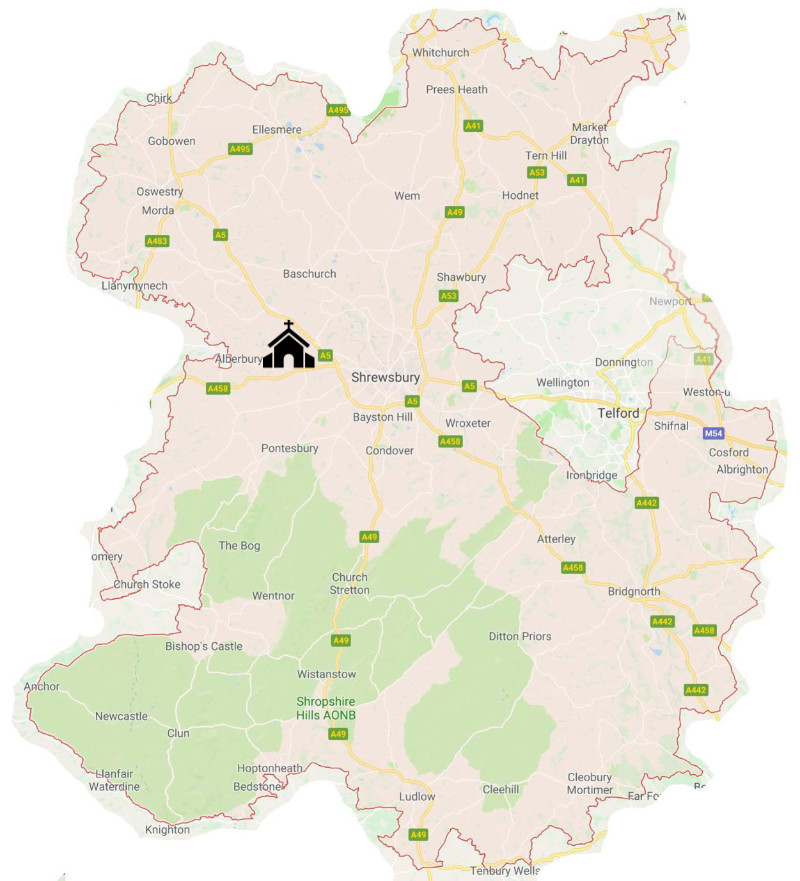 M
Whitchurch
Prees Heath
Chirk
A495
Ellesmere
A41
Market
Drayton
Gobowen
A495
Tern Hill
A53
A41
Oswestry
Wem
Hodnet
Morda
A49
A5
A483
Baschurch
Shawbury
Llanymynech
A53
Newport
Alberbury
A5
A41
Donnington
Shrewsbury
Wellington
A458
A5
Weston-u
A5
Telford
Bayston Hill
Wroxeter
Shifnal
M54
A458
Pontesbury
Condover
Cosford
Albrighton
Ironbridge
A442
A49
Atterley
The Bog
omery
A458
Church Stoke
Church
Stretton
Wentnor
Bridgnorth
A442
A458
Ditton Priors
A49
Bishop's Castle
Wistanstow
Anchor
A442
Shropshire
Hills AONB
Newcastle
Clun
A49
Hoptonheath
Llanfair
Waterdine
Bedstone
Cleobury
Mortimer
Cleehill
Ludlow
Far Fo
Knighton
A49
Tenbury Wells